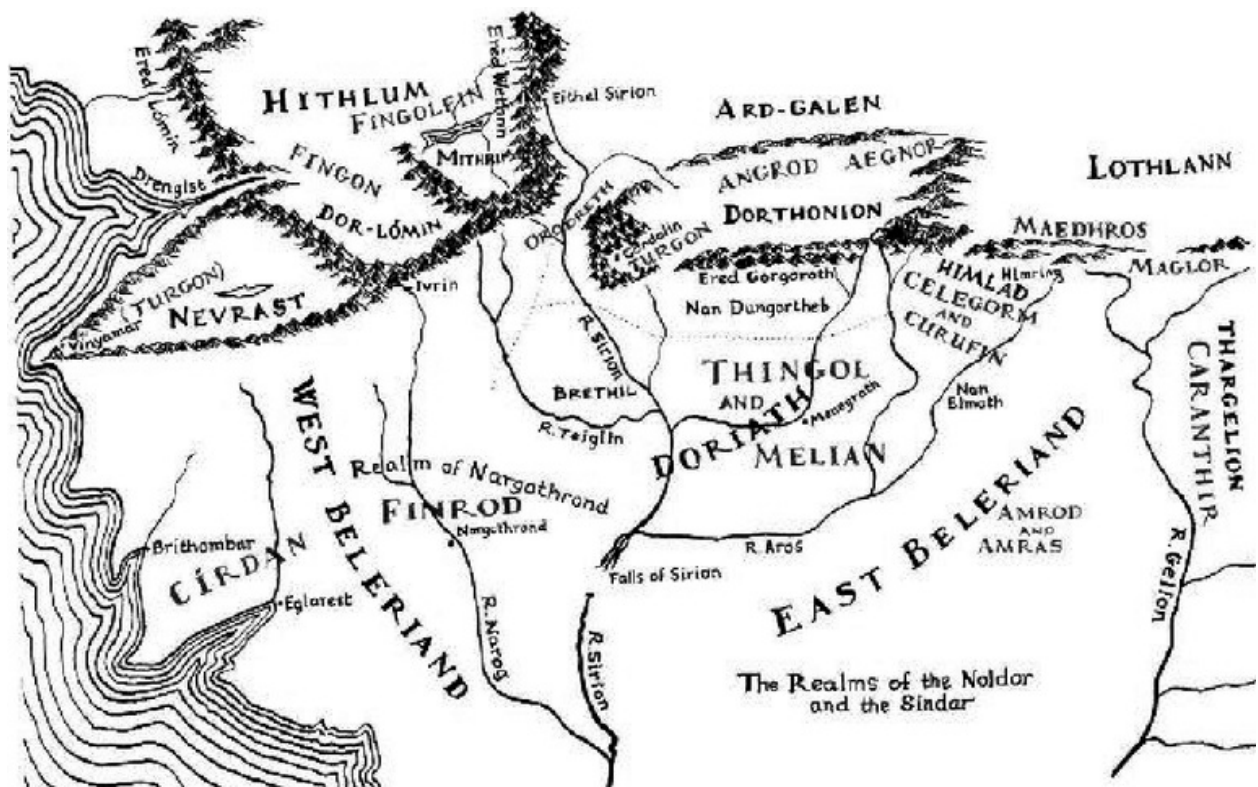 Ered Lómin
HITHLUM
FINGOLFIN
Ered Wethrin
Eithel Sirion
MITHRIM
FINGON
Drengist
DOR-LÓMIN
ARD-GALEN
ANGROD AEGNOR
LOTHLANN
ORODRETH
DORTHONION
Gondolin
TURGON
MAEDHROS
MAGLOR
Ered Gorgoroth
Himring
HIMLAD
CELEGORM
AND
CURUFIN
(TURGON)
NEVRAST
Vinyamar
Ivrin
Nan Dungortheb
R. Sirion
THARGELION
CARANTHIR
THINGOL
AND
MELIAN
DORIATH
Menegroth
BRETHIL
R. Teiglin
Nan
Elmoth
WEST BELERIAND
Realm of Nargothrond
FINROD
Nargothrond
AMROD
AND
AMRAS
EAST BELERIAND
R. Aros
R. Gelion
Brithombar
CÍRDAN
Eglarest
Falls of Sirion
R. Narog
R. Sirion
The Realms of the Noldor
and the Sindar